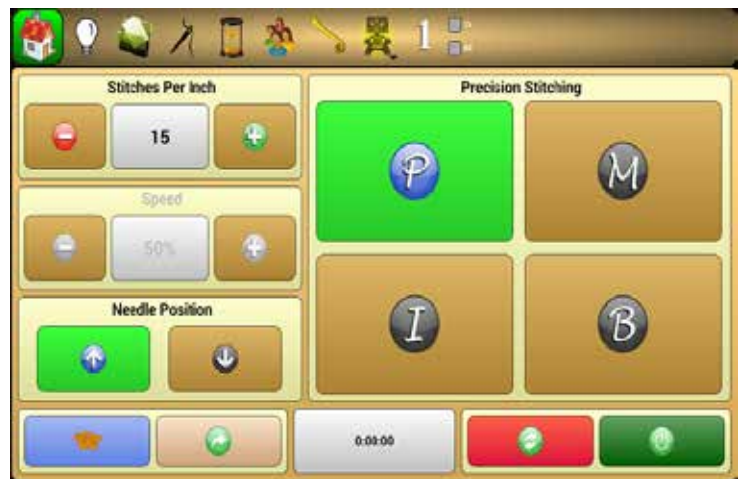 1
Stitches Per Inch
15
Speed
50%
Needle Position
Precision Stitching
P
M
I
B
0:00:00